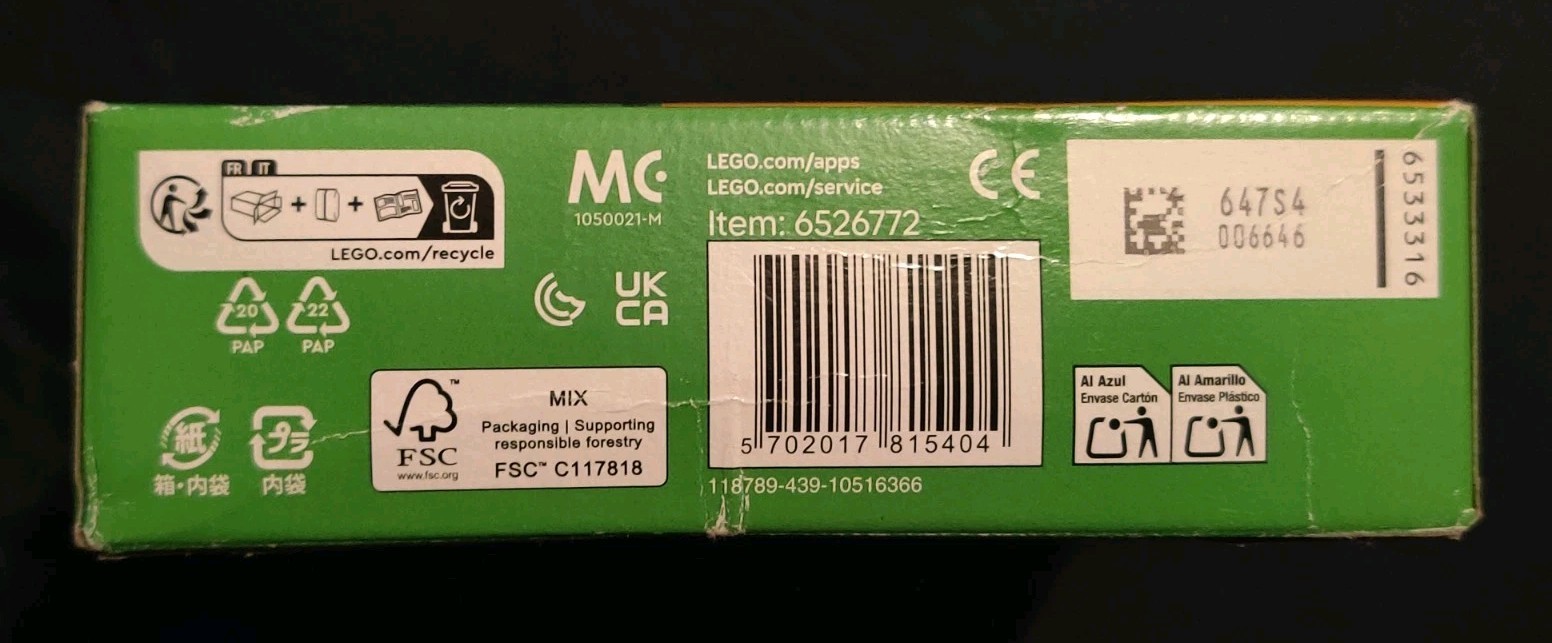 FR IT
LEGO.com/recycle
20
PAP
22
PAP
紙
箱・内袋
プラ
内袋
MC
1050021-M
UK
CA
FSC™
www.fsc.org
MIX
Packaging | Supporting
responsible forestry
FSC™ C117818
LEGO.com/apps
LEGO.com/service
CE
Item: 6526772
5 702017 815404
118789-439-10516366
647S4
006646
6533316
Al Azul
Envase Cartón
Al Amarillo
Envase Plástico